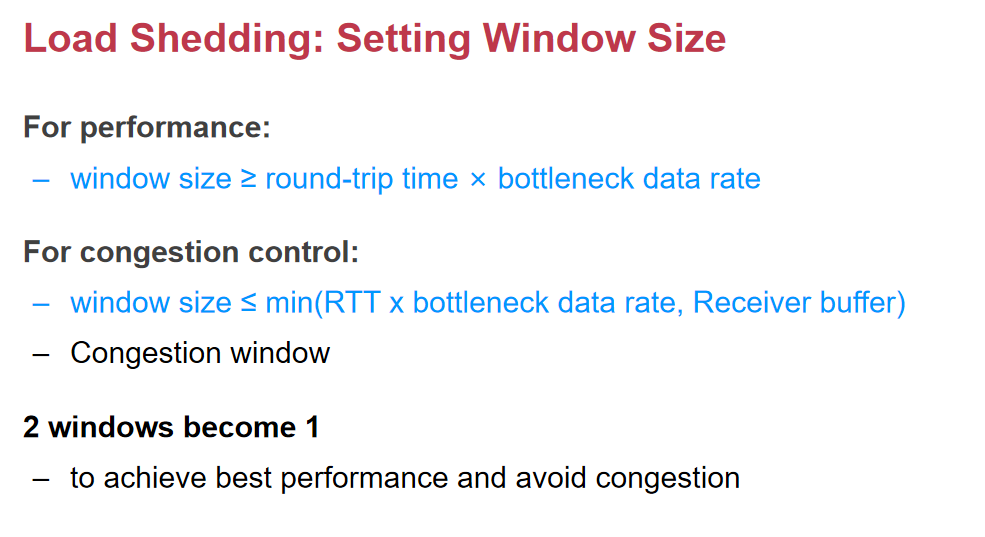 Load Shedding: Setting Window Size
For performance:
– window size ≥ round-trip time × bottleneck data rate
For congestion control:
– window size ≤ min(RTT x bottleneck data rate, Receiver buffer)
– Congestion window
2 windows become 1
– to achieve best performance and avoid congestion